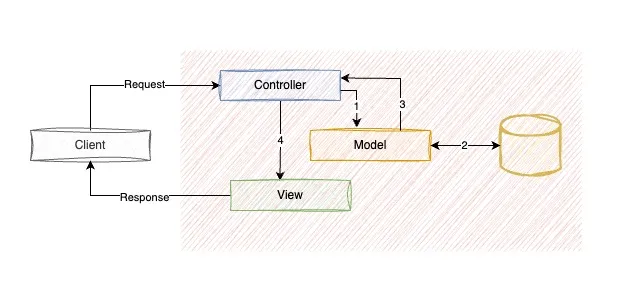 Request
Controller
1
3
Client
4
Model
2
Response
View